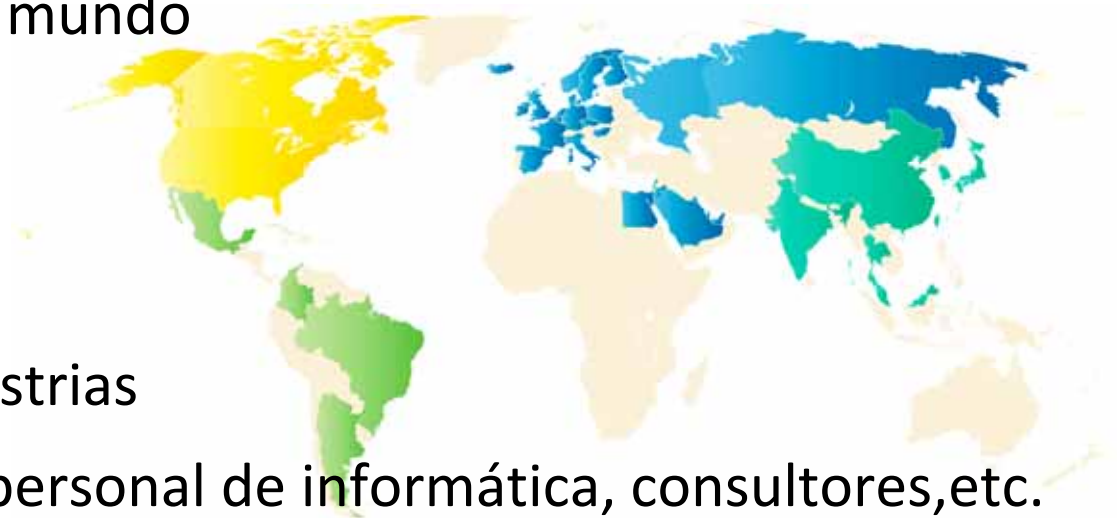 mundo
strias
personal de informática, consultores,etc.